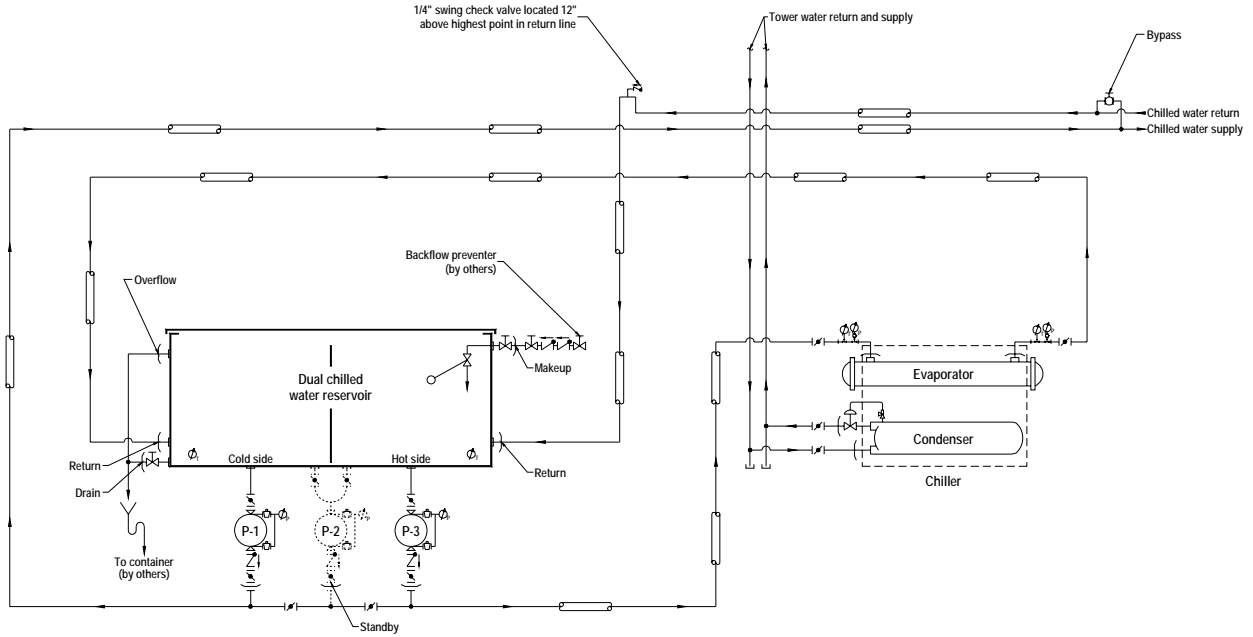 1/4" swing check valve located 12"
above highest point in return line
Tower water return and supply
Bypass
Chilled water return
Chilled water supply
Backflow preventer
(by others)
Overflow
Makeup
Dual chilled
water reservoir
Evaporator
Condenser
Chiller
Return
Drain
Cold side
Hot side
Return
P-1
P-2
P-3
To container
(by others)
Standby